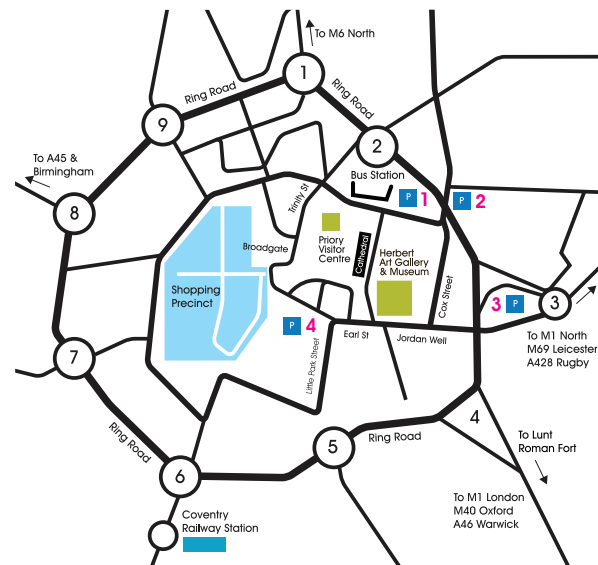 To M6 North
1
Ring Road
Ring Road
9
2
To A45 &
Birmingham
Bus Station
P 1
P 2
8
Trinity St
Broadgate
Priory
Visitor
Centre
Cathedral
Herbert
Art Gallery
& Museum
Cox Street
Shopping
Precinct
3 P
3
P 4
Earl St
Jordan Well
To M1 North
M69 Leicester
A428 Rugby
7
Little Park Street
4
Ring Road
Ring Road
5
6
To Lunt
Roman Fort
To M1 London
M40 Oxford
A46 Warwick
Coventry
Railway Station